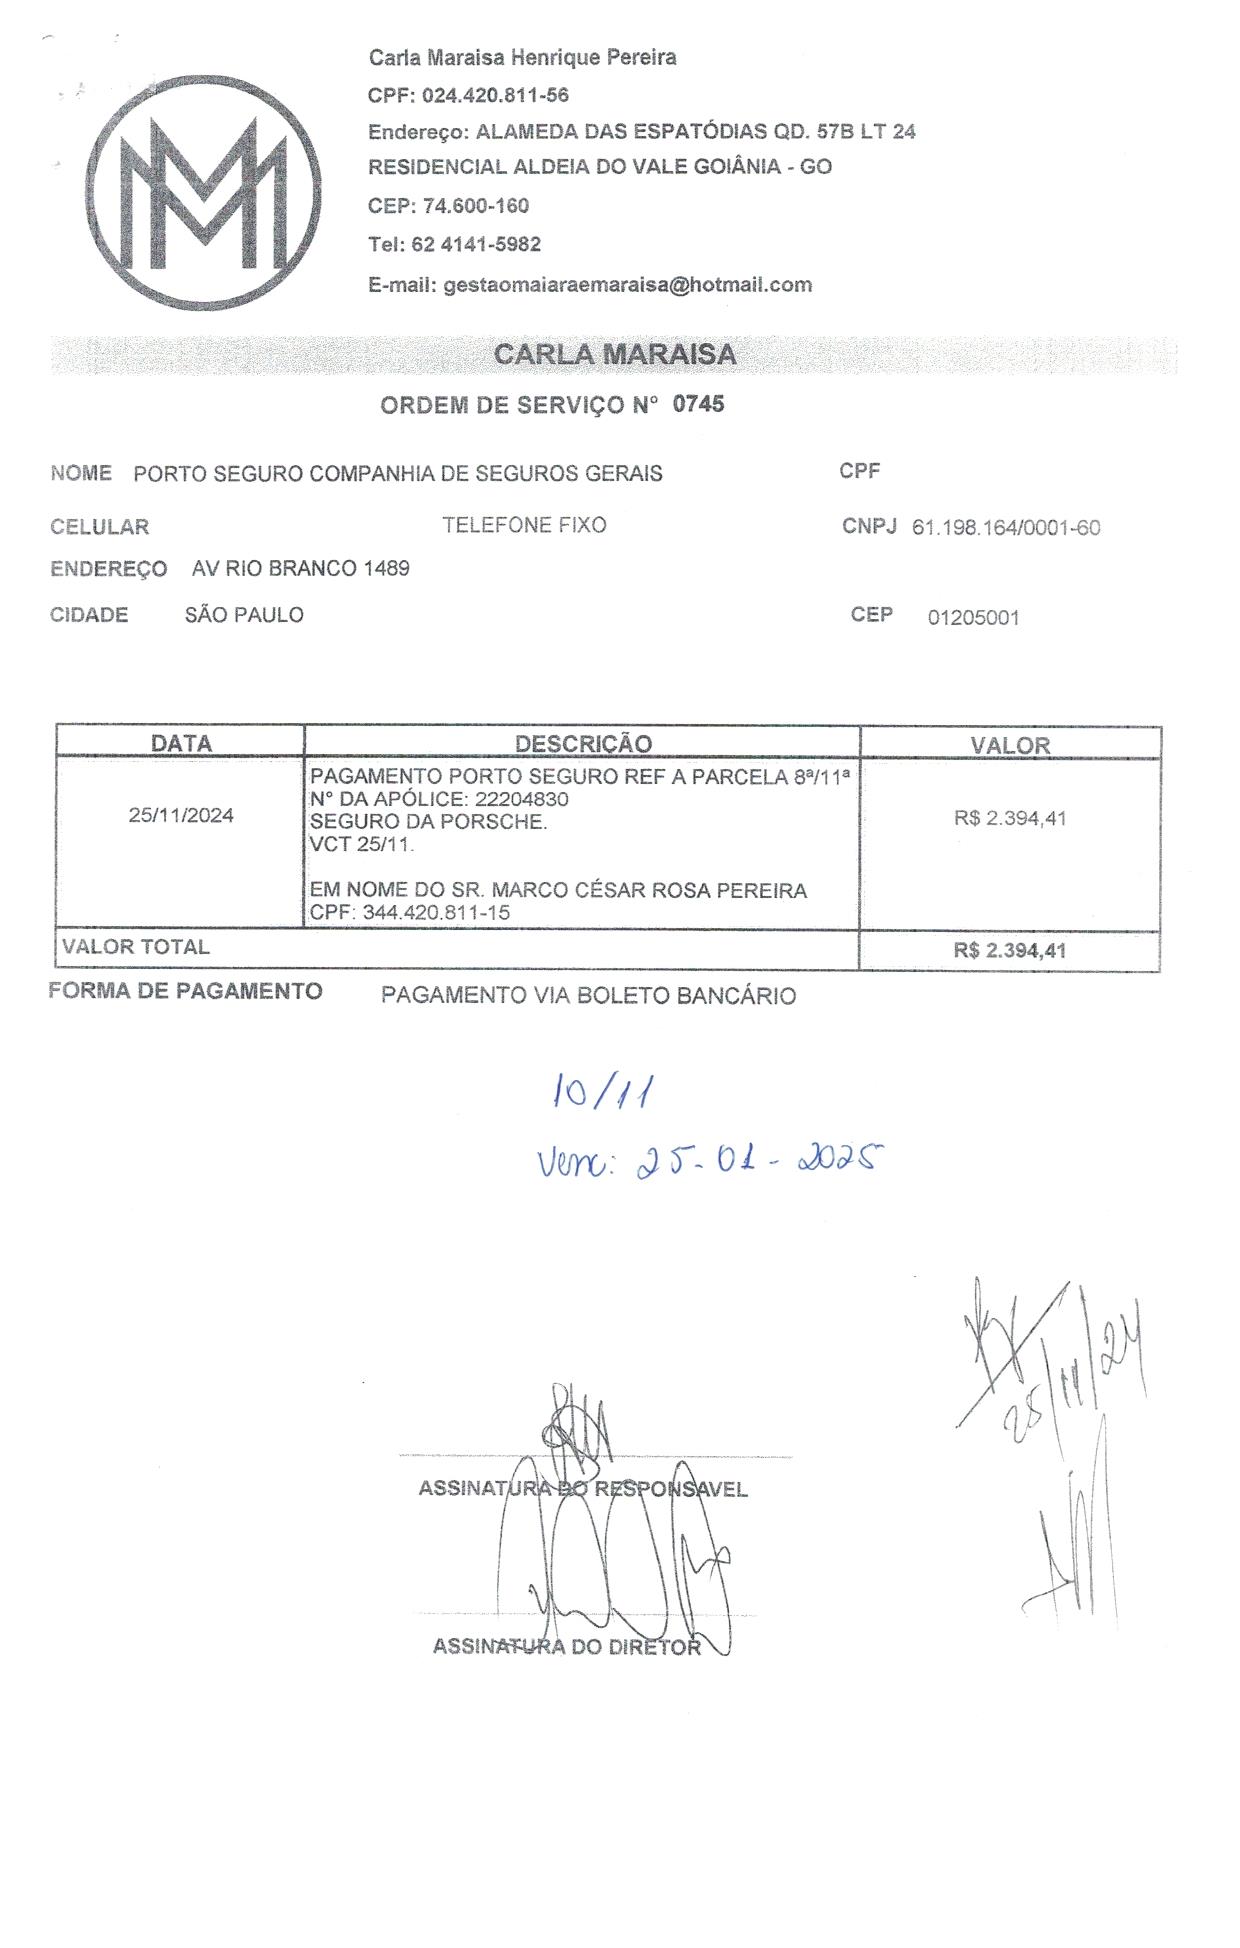 Carla Maraisa Henrique Pereira
CPF: 024.420.811-56
Endereço: ALAMEDA DAS ESPATÓDIAS QD. 57B LT 24
RESIDENCIAL ALDEIA DO VALE GOIÂNIA - GO
CEP: 74.600-160
Tel: 62 4141-5982
E-mail: gestaomaiaraemaraisa@hotmail.com
CARLA MARAISA
ORDEM DE SERVIÇO N° 0745
NOME PORTO SEGURO COMPANHIA DE SEGUROS GERAIS CPF
CELULAR TELEFONE FIXO CNPJ 61.198.164/0001-60
ENDEREÇO AV RIO BRANCO 1489
CIDADE SÃO PAULO CEP 01205001
DATA DESCRIÇÃO VALOR
PAGAMENTO PORTO SEGURO REF A PARCELA 8ª/11ª
N° DA APÓLICE: 22204830
25/11/2024 SEGURO DA PORSCHE. R$ 2.394,41
VCT 25/11.
EM NOME DO SR. MARCO CÉSAR ROSA PEREIRA
CPF: 344.420.811-15
VALOR TOTAL R$ 2.394,41
FORMA DE PAGAMENTO PAGAMENTO VIA BOLETO BANCÁRIO
10/11
Venc: 25-01-2025
25/11/24
ASSINATURA DO RESPONSAVEL
ASSINATURA DO DIRETOR